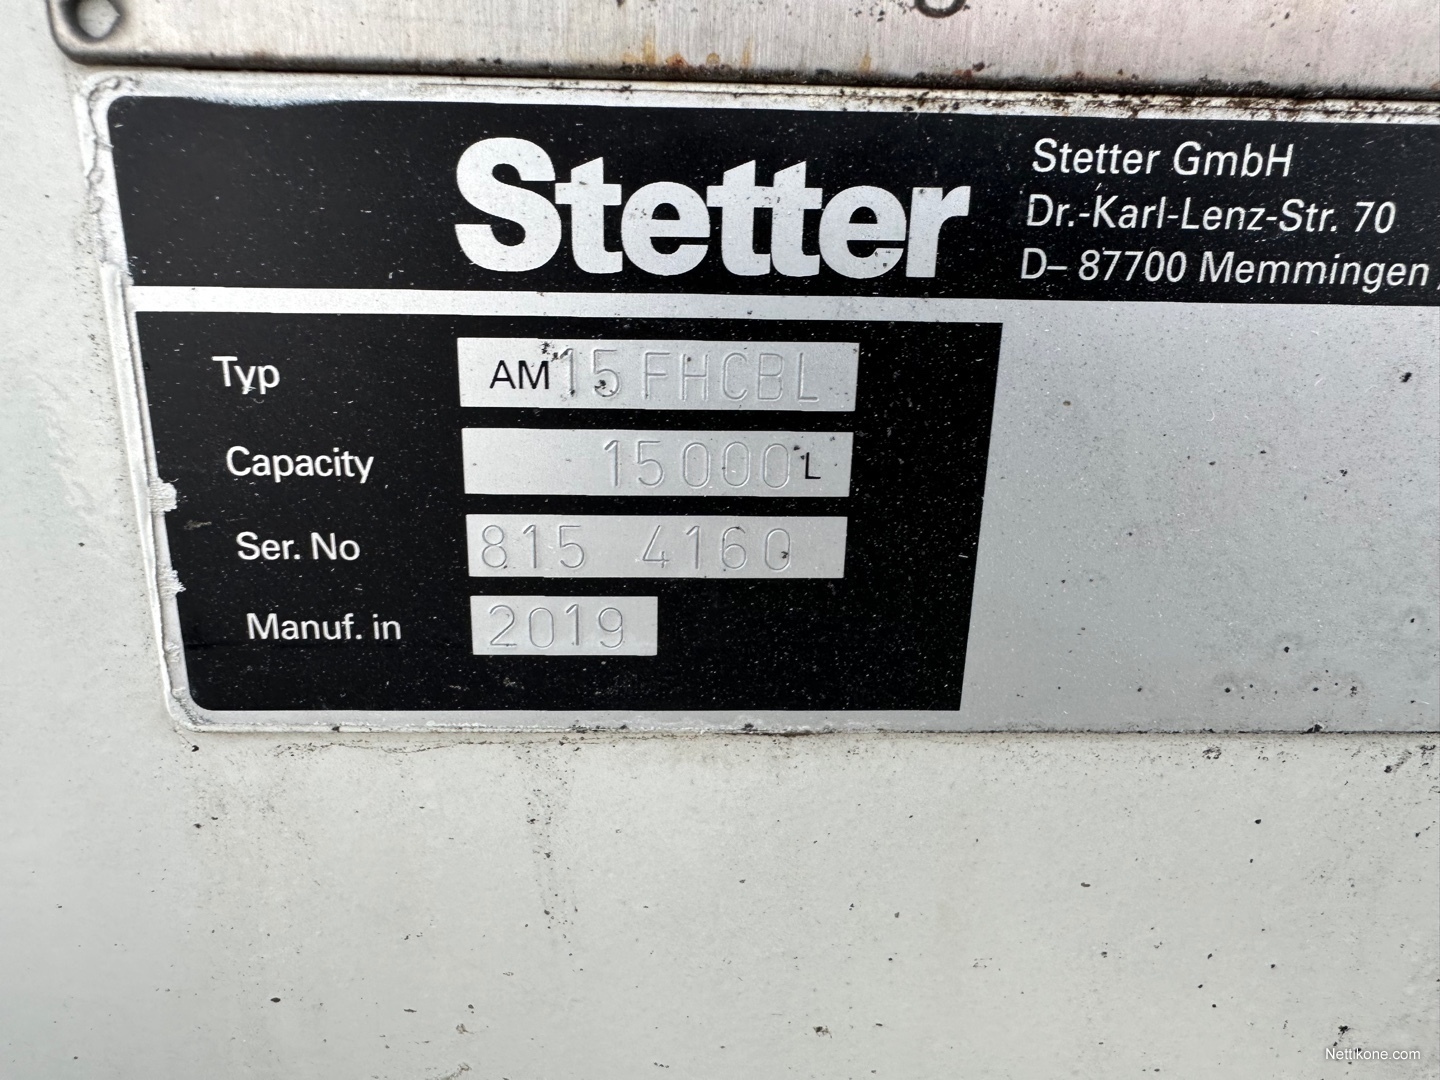 Stetter
Stetter GmbH
Dr.-Karl-Lenz-Str. 70
D– 87700 Memmingen
Typ AM 15 FHCBL
Capacity 15000 L
Ser. No 815 4160
Manuf. in 2019
Nettikone.com